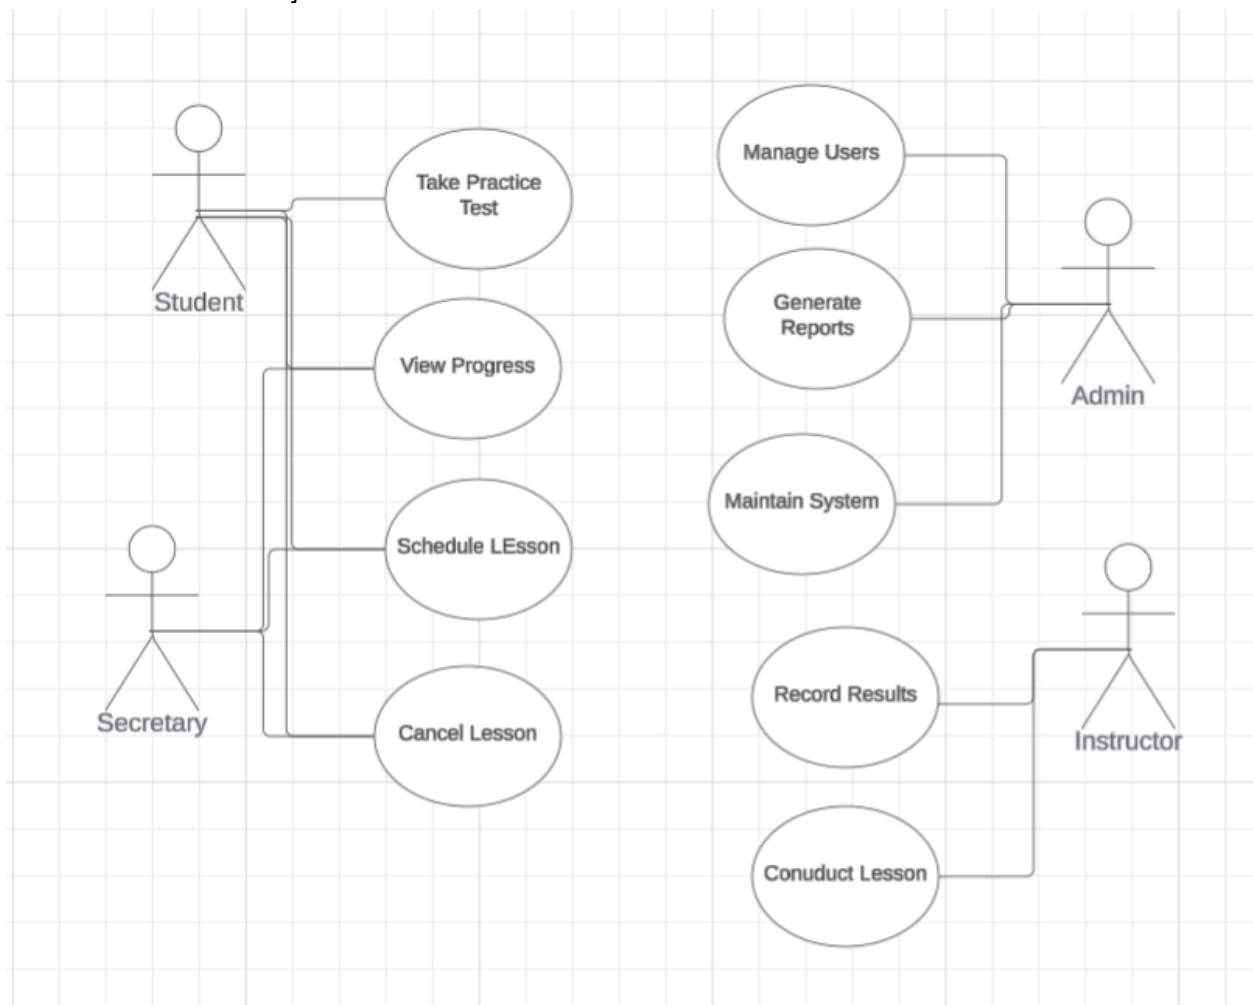 Take Practice
Test
Student
View Progress
Schedule LEsson
Secretary
Cancel Lesson
Manage Users
Generate
Reports
Admin
Maintain System
Record Results
Instructor
Conuduct Lesson